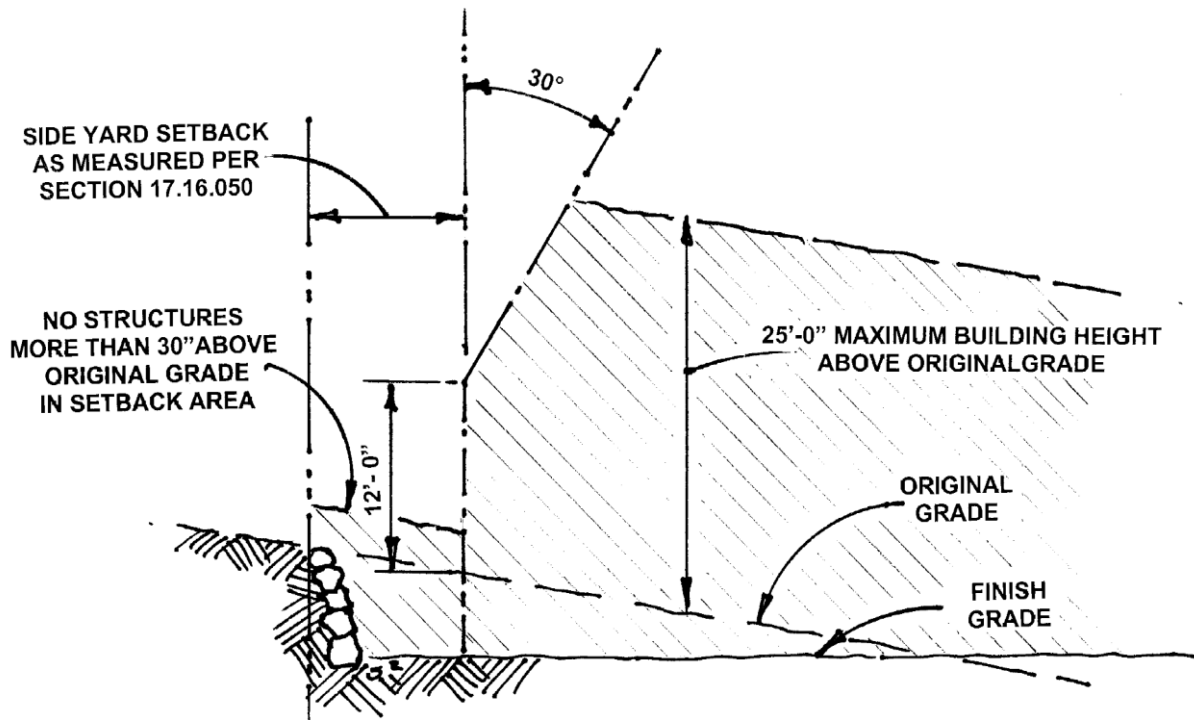 30°
SIDE YARD SETBACK
AS MEASURED PER
SECTION 17.16.050
NO STRUCTURES
MORE THAN 30”ABOVE
ORIGINAL GRADE
IN SETBACK AREA
25’-0” MAXIMUM BUILDING HEIGHT
ABOVE ORIGINALGRADE
12’- 0”
ORIGINAL
GRADE
FINISH
GRADE